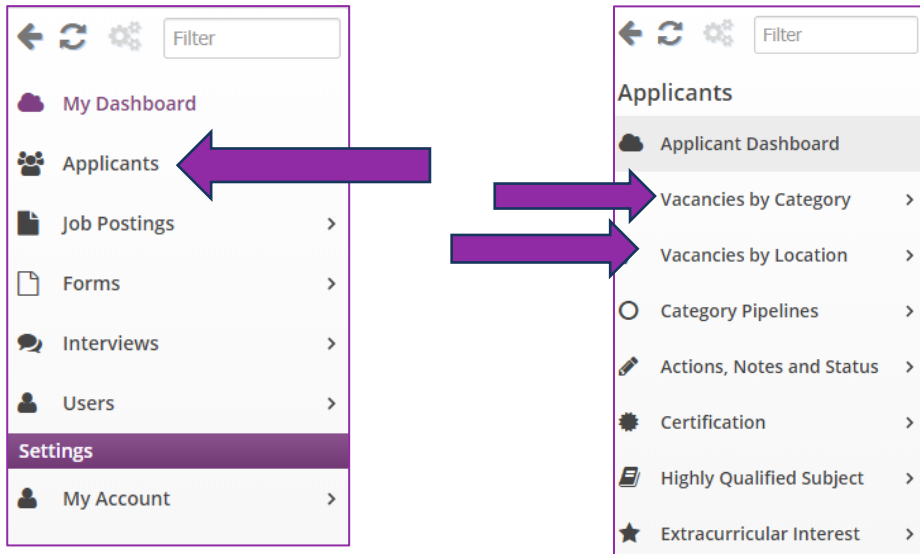 Filter
My Dashboard
Applicants
Job Postings
Forms
Interviews
Users
Settings
My Account
Filter
Applicants
Applicant Dashboard
Vacancies by Category
Vacancies by Location
Category Pipelines
Actions, Notes and Status
Certification
Highly Qualified Subject
Extracurricular Interest